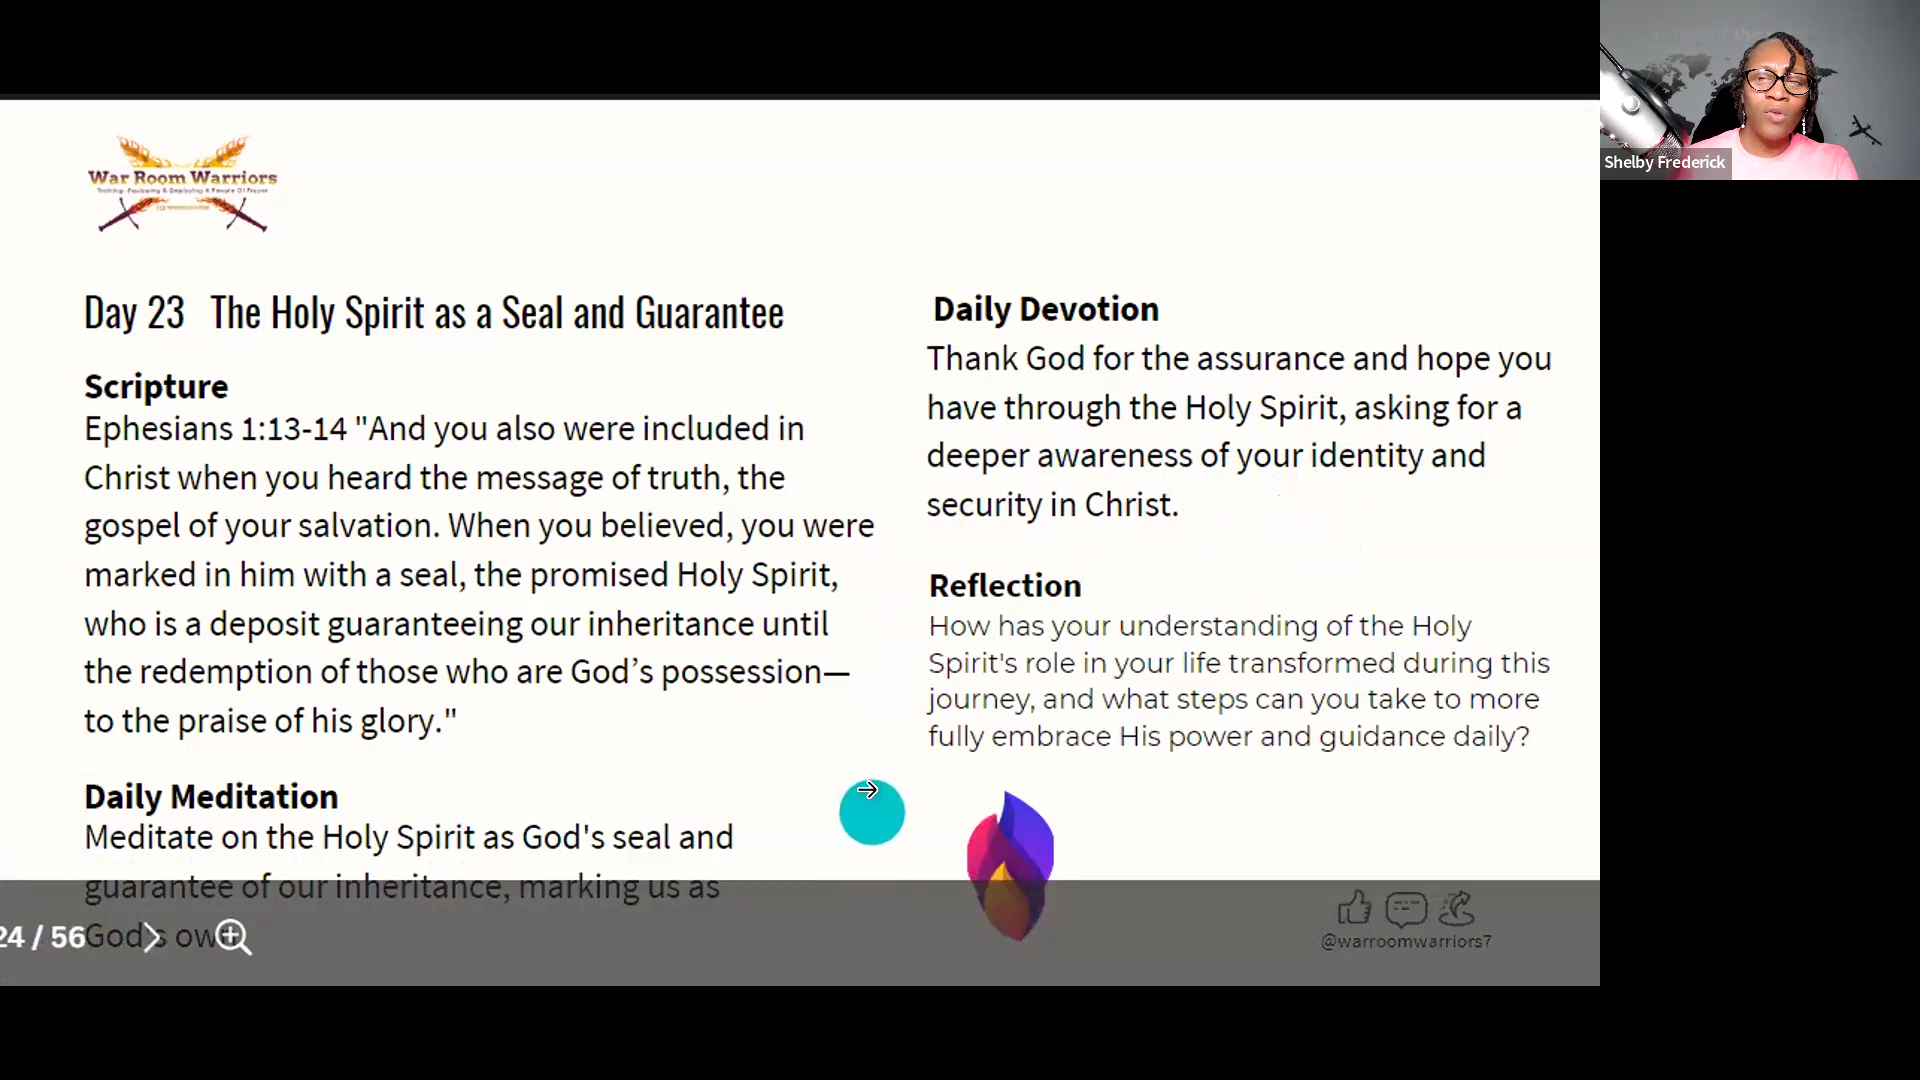 War Room Warriors
Training, Equipping & Deploying A People Of Prayer
Day 23 The Holy Spirit as a Seal and Guarantee
Scripture
Ephesians 1:13-14 "And you also were included in
Christ when you heard the message of truth, the
gospel of your salvation. When you believed, you were
marked in him with a seal, the promised Holy Spirit,
who is a deposit guaranteeing our inheritance until
the redemption of those who are God’s possession—
to the praise of his glory."
Daily Meditation
Meditate on the Holy Spirit as God's seal and
guarantee of our inheritance, marking us as
God's own
24 / 56
Daily Devotion
Thank God for the assurance and hope you
have through the Holy Spirit, asking for a
deeper awareness of your identity and
security in Christ.
Reflection
How has your understanding of the Holy
Spirit's role in your life transformed during this
journey, and what steps can you take to more
fully embrace His power and guidance daily?
@warroomwarriors7
Shelby Frederick